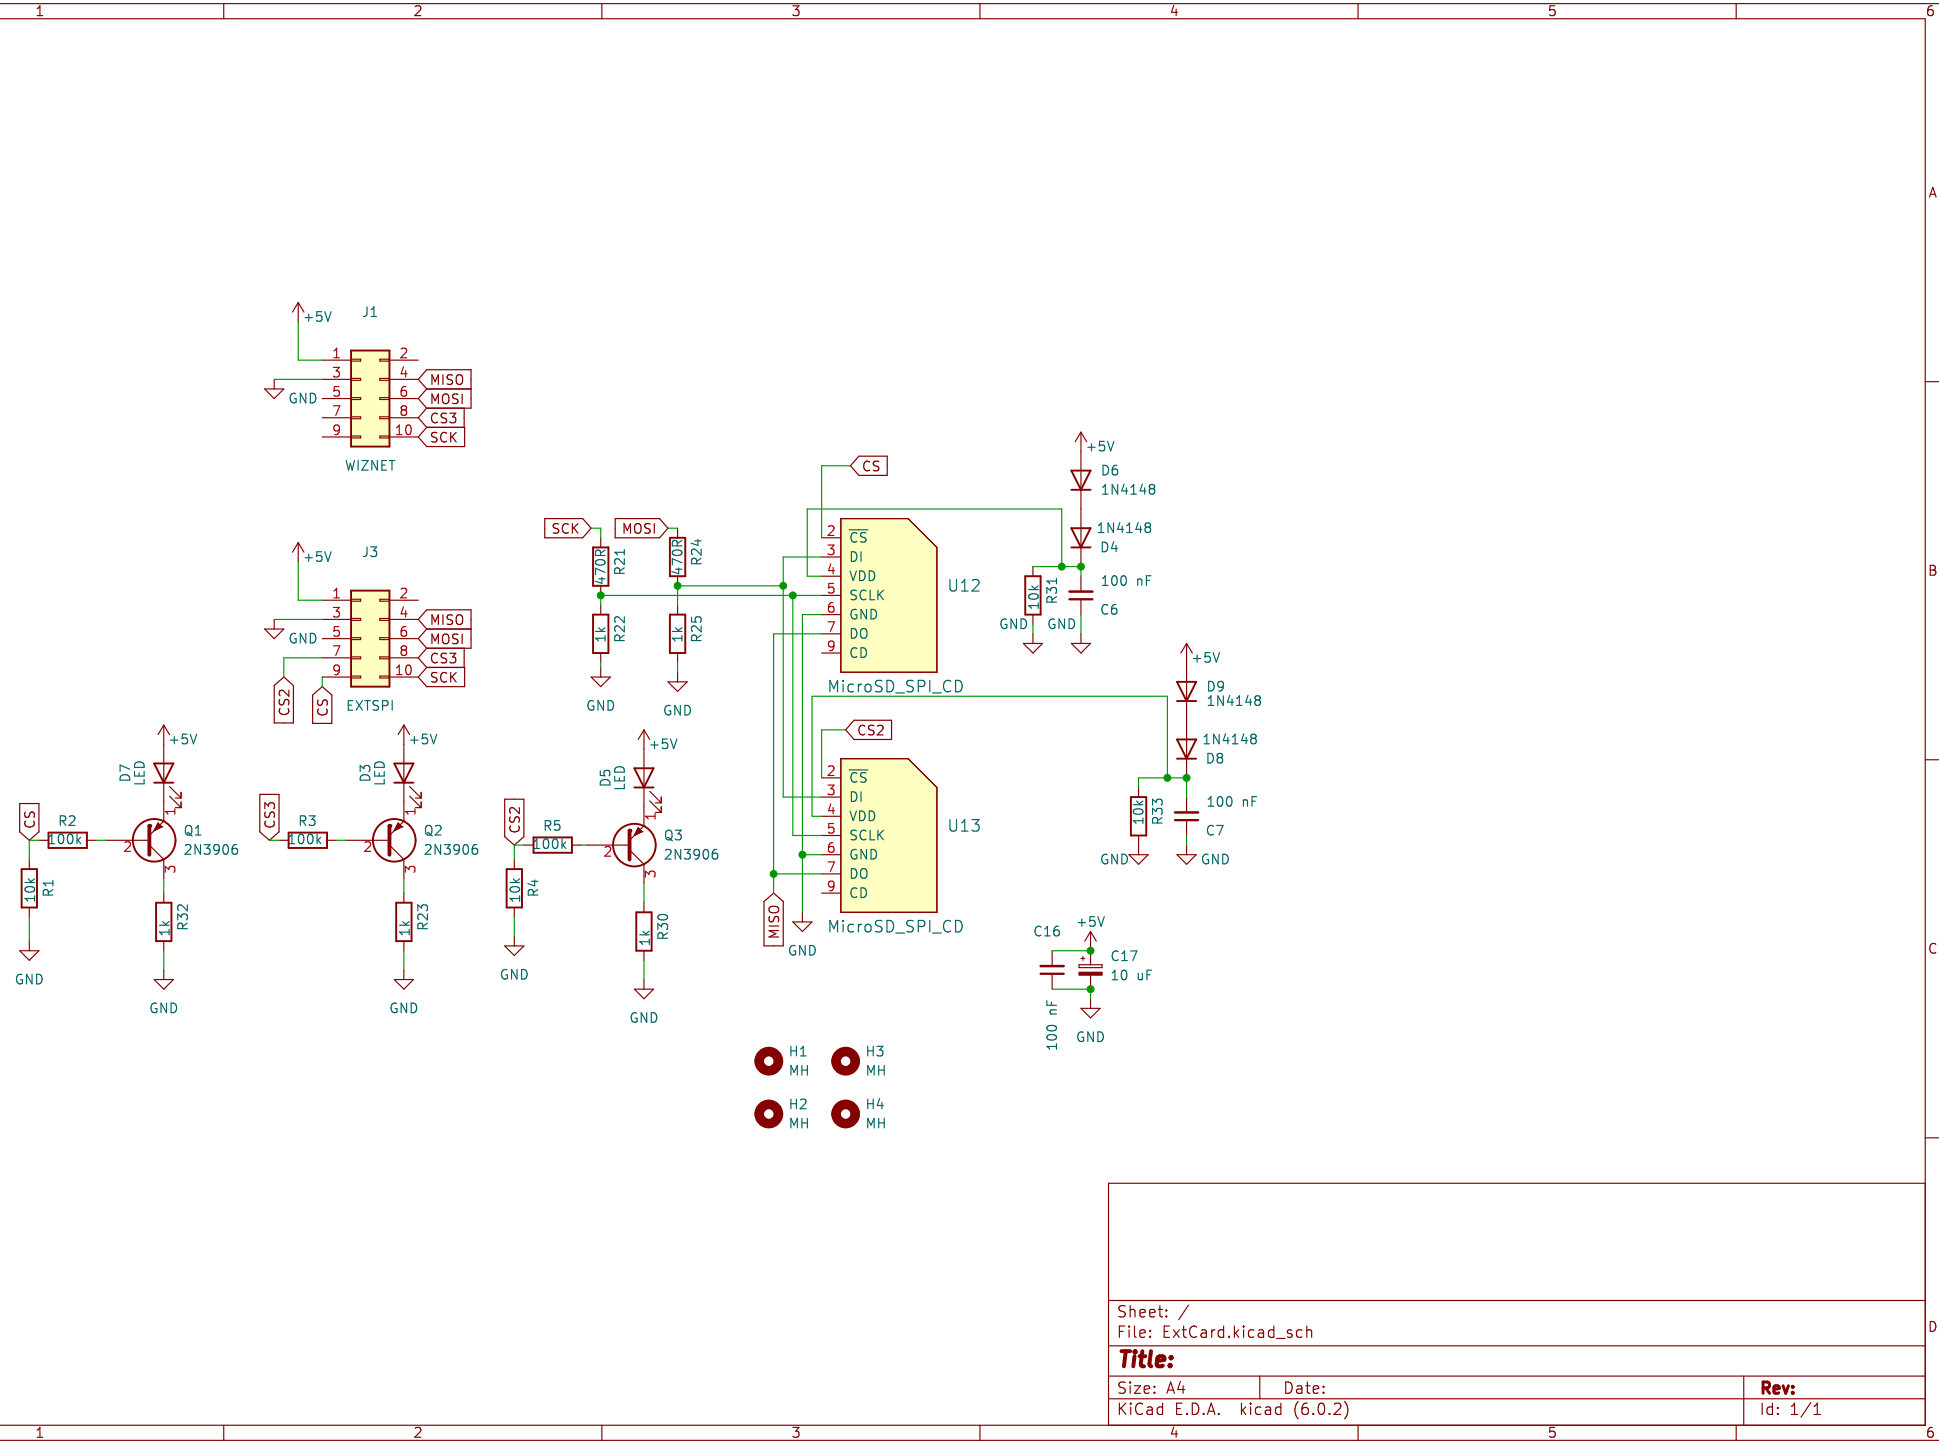 1 2 3 4 5 6
A
B
C
D
+5V
J1
1 2
3 4 MISO
GND 5 6 MOSI
7 8 CS3
9 10 SCK
WIZNET
+5V
J3
1 2
3 4 MISO
GND 5 6 MOSI
7 8 CS3
9 10 SCK
CS2
CS
EXTSPI
SCK
MOSI
470R
R21
470R
R24
1k
R22
1k
R25
GND
GND
CS
2 CS
3 DI
4 VDD
5 SCLK
6 GND
7 DO
9 CD
U12
MicroSD_SPI_CD
+5V
D6
1N4148
1N4148
D4
100 nF
C6
10k
R31
GND
GND
CS2
2 CS
3 DI
4 VDD
5 SCLK
6 GND
7 DO
9 CD
U13
MicroSD_SPI_CD
MISO
GND
+5V
D9
1N4148
1N4148
D8
100 nF
C7
10k
R33
GND
GND
+5V
D7
LED
CS
R2
100k
1
2
3
Q1
2N3906
10k
R1
1k
R32
GND
GND
+5V
D3
LED
CS3
R3
100k
1
2
3
Q2
2N3906
1k
R23
GND
+5V
D5
LED
CS2
R5
100k
1
2
3
Q3
2N3906
10k
R4
1k
R30
GND
GND
+5V
C16
100 nF
+
C17
10 uF
GND
H1
MH
H3
MH
H2
MH
H4
MH
Sheet: /
File: ExtCard.kicad_sch
Title:
Size: A4
Date:
Rev:
KiCad E.D.A. kicad (6.0.2)
Id: 1/1
1 2 3 4 5 6